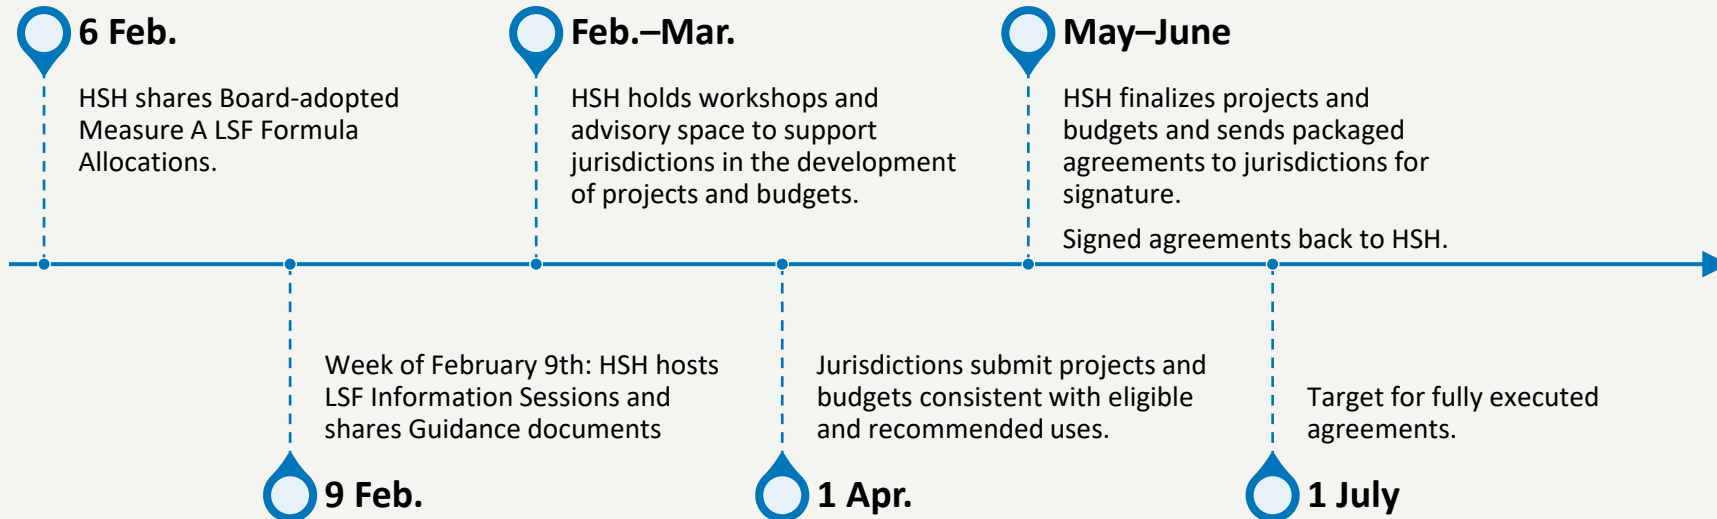 6 Feb.
HSH shares Board-adopted
Measure A LSF Formula
Allocations.
Feb.–Mar.
HSH holds workshops and
advisory space to support
jurisdictions in the development
of projects and budgets.
May–June
HSH finalizes projects and
budgets and sends packaged
agreements to jurisdictions for
signature.
Signed agreements back to HSH.
Week of February 9th: HSH hosts
LSF Information Sessions and
shares Guidance documents
9 Feb.
Jurisdictions submit projects and
budgets consistent with eligible
and recommended uses.
1 Apr.
Target for fully executed
agreements.
1 July